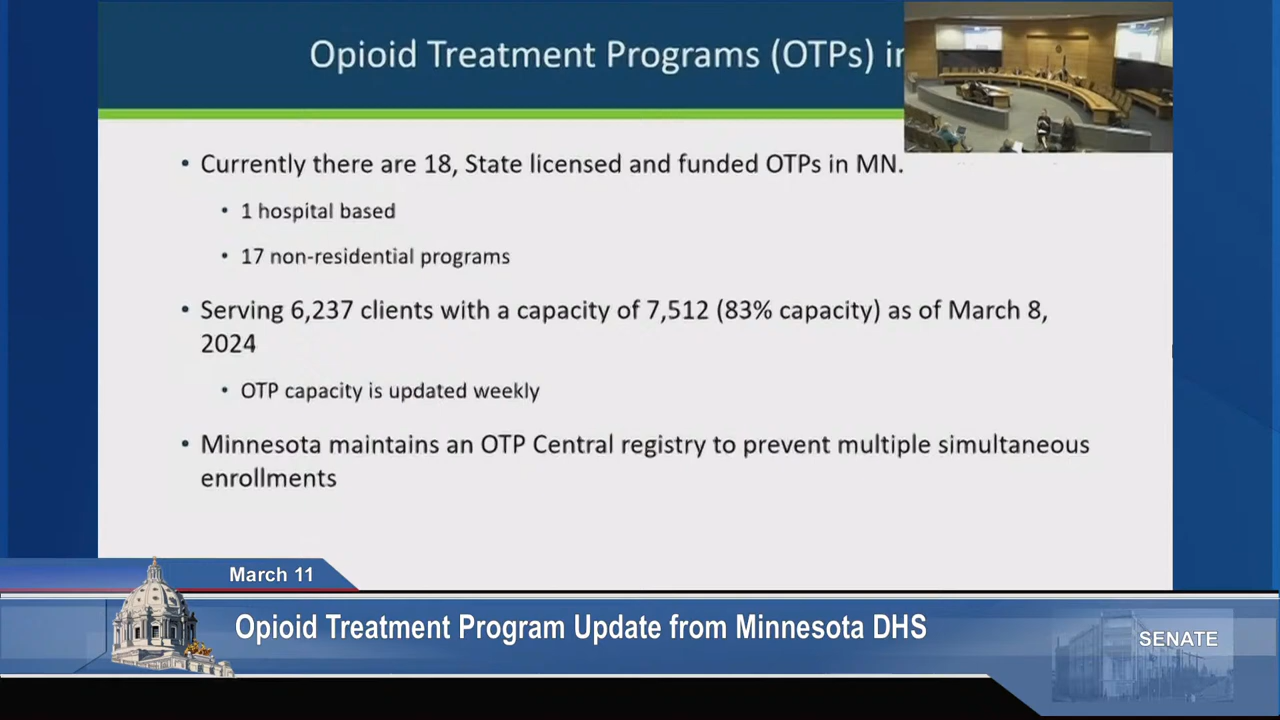 Opioid Treatment Programs (OTPs) in
• Currently there are 18, State licensed and funded OTPs in MN.
• 1 hospital based
• 17 non-residential programs
• Serving 6,237 clients with a capacity of 7,512 (83% capacity) as of March 8,
2024
• OTP capacity is updated weekly
• Minnesota maintains an OTP Central registry to prevent multiple simultaneous
enrollments
March 11
Opioid Treatment Program Update from Minnesota DHS
SENATE